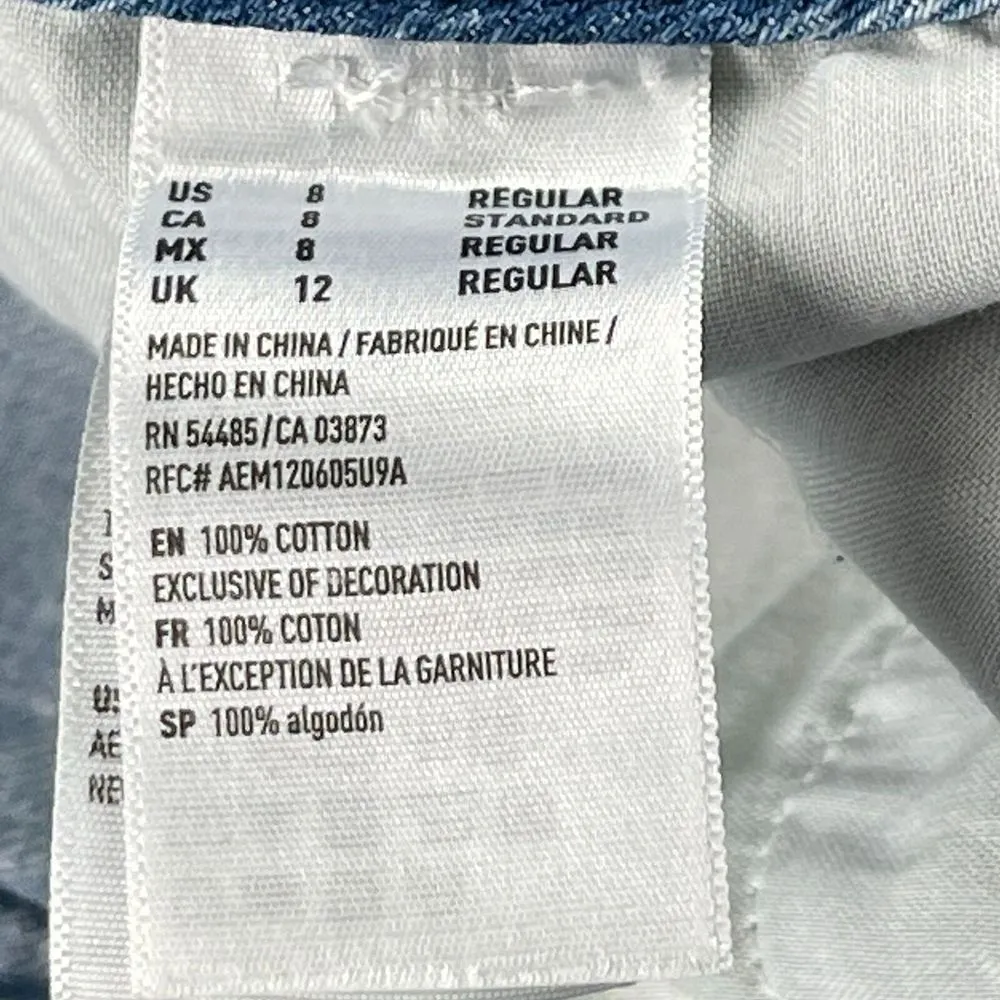 US 8 REGULAR
CA 8 STANDARD
MX 8 REGULAR
UK 12 REGULAR
MADE IN CHINA / FABRIQUÉ EN CHINE /
HECHO EN CHINA
RN 54485/CA 03873
RFC# AEM120605U9A
EN 100% COTTON
EXCLUSIVE OF DECORATION
FR 100% COTON
À L'EXCEPTION DE LA GARNITURE
SP 100% algodón